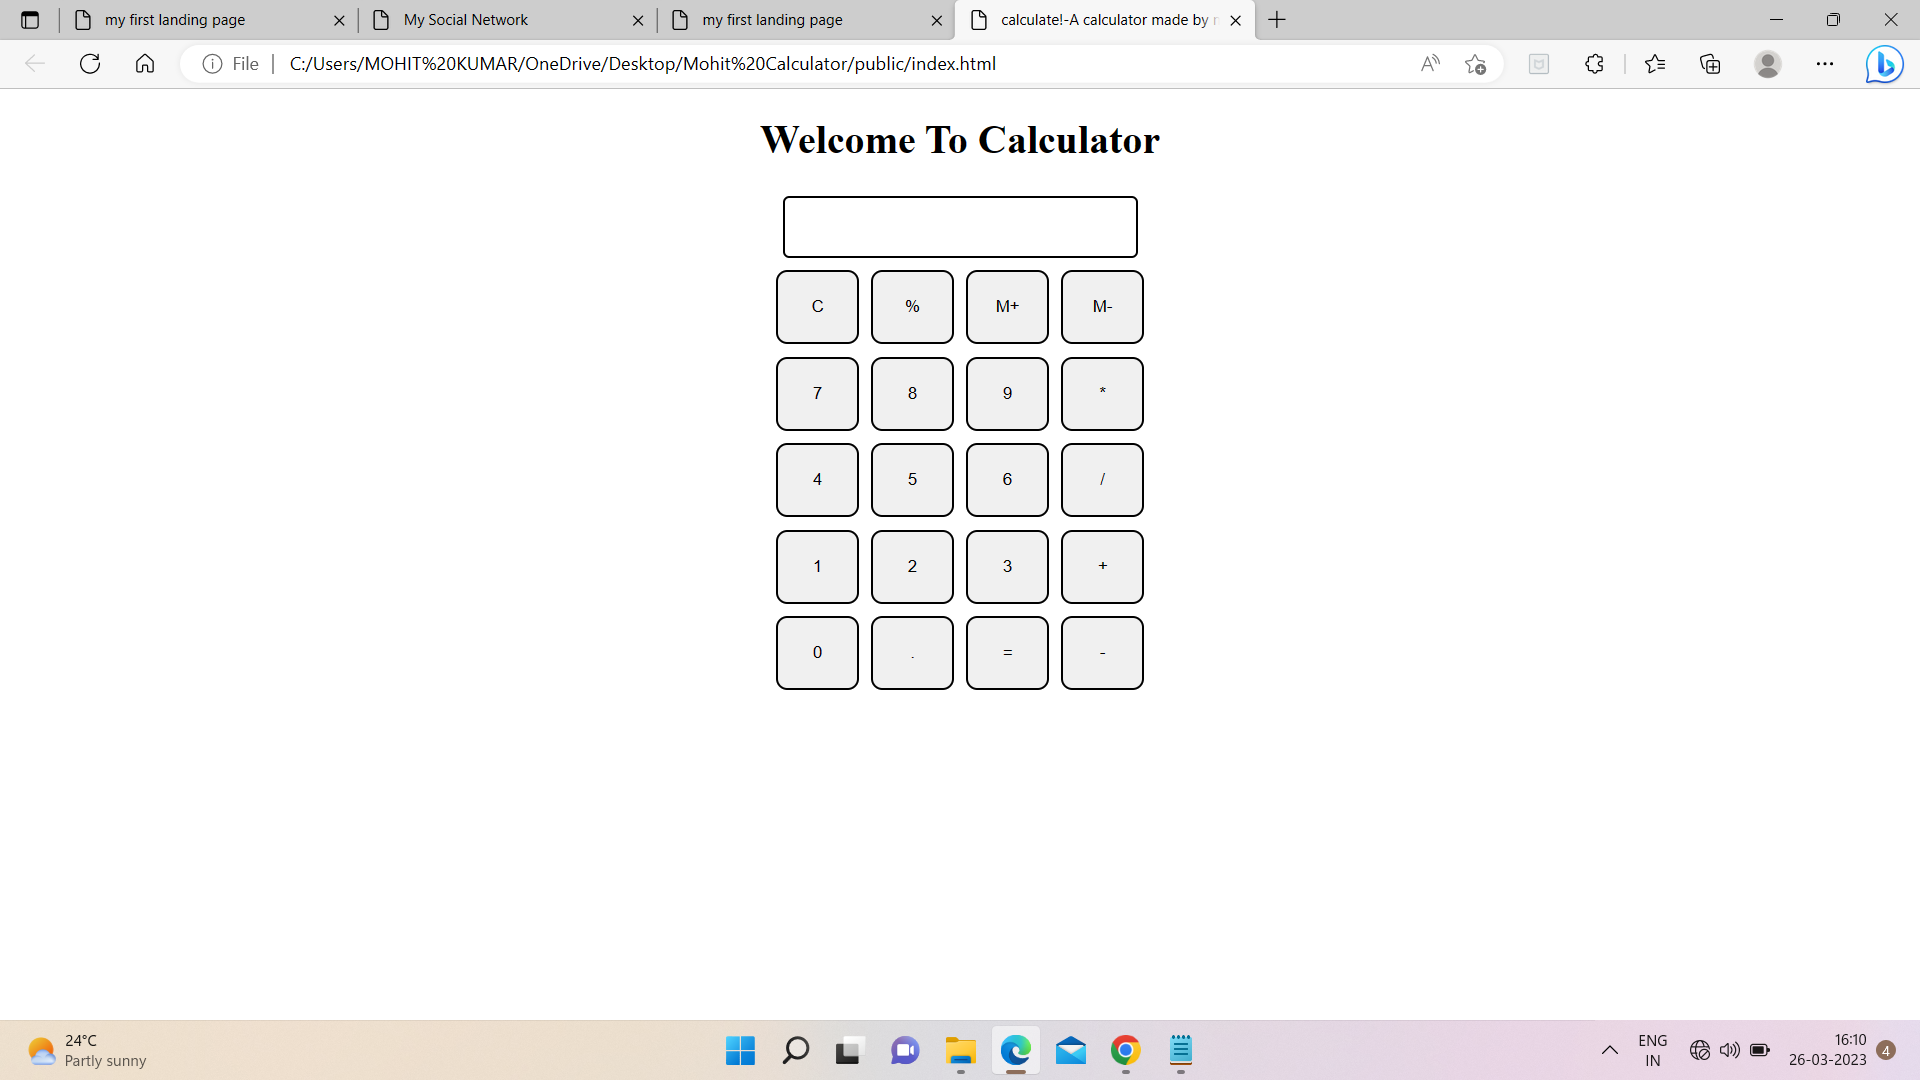 my first landing page
My Social Network
my first landing page
calculate!-A calculator made by
File
C:/Users/MOHIT%20KUMAR/OneDrive/Desktop/Mohit%20Calculator/public/index.html
Welcome To Calculator
C % M+ M-
7 8 9 *
4 5 6 /
1 2 3 +
0 . = -
24°C
Partly sunny
ENG
IN
16:10
26-03-2023
4